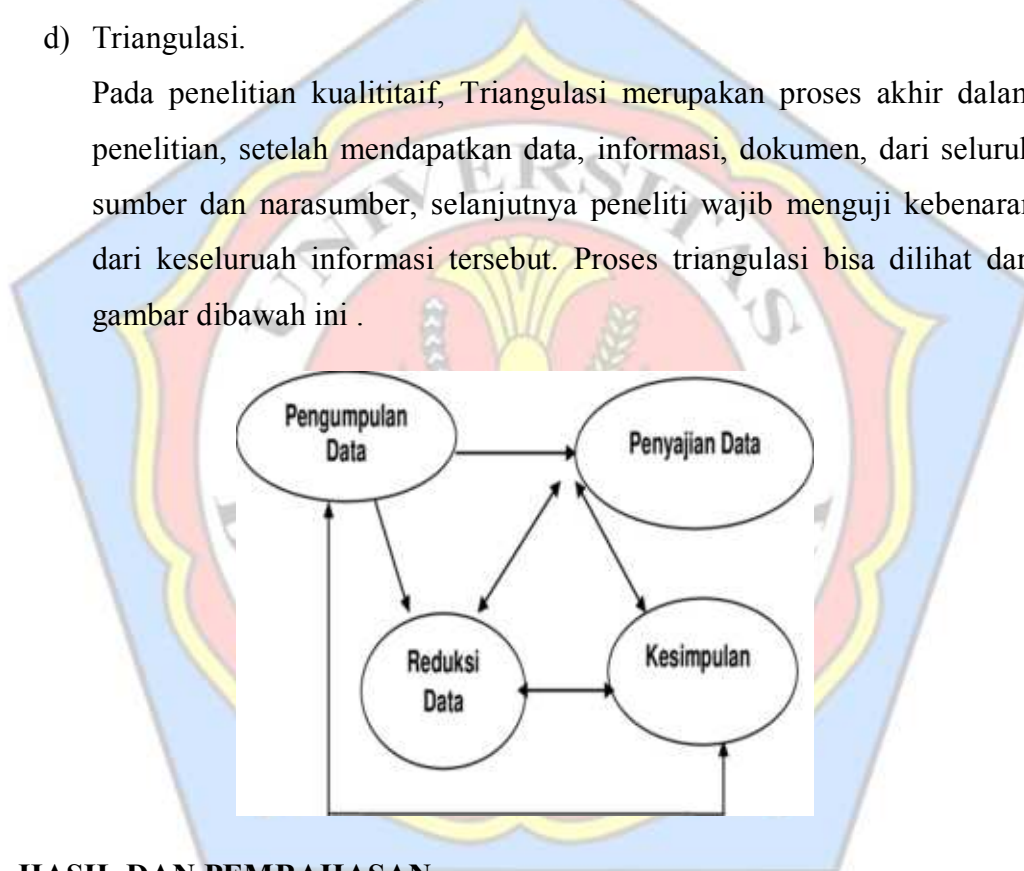 d) Triangulasi.
Pada penelitian kualititaif, Triangulasi merupakan proses akhir dalam
penelitian, setelah mendapatkan data, informasi, dokumen, dari seluruh
sumber dan narasumber, selanjutnya peneliti wajib menguji kebenaran
dari keseluruah informasi tersebut. Proses triangulasi bisa dilihat dari
gambar dibawah ini .
UNIVERSITAS
Pengumpulan
Data
Penyajian Data
Reduksi
Data
Kesimpulan
HASIL DAN PEMBAHASAN